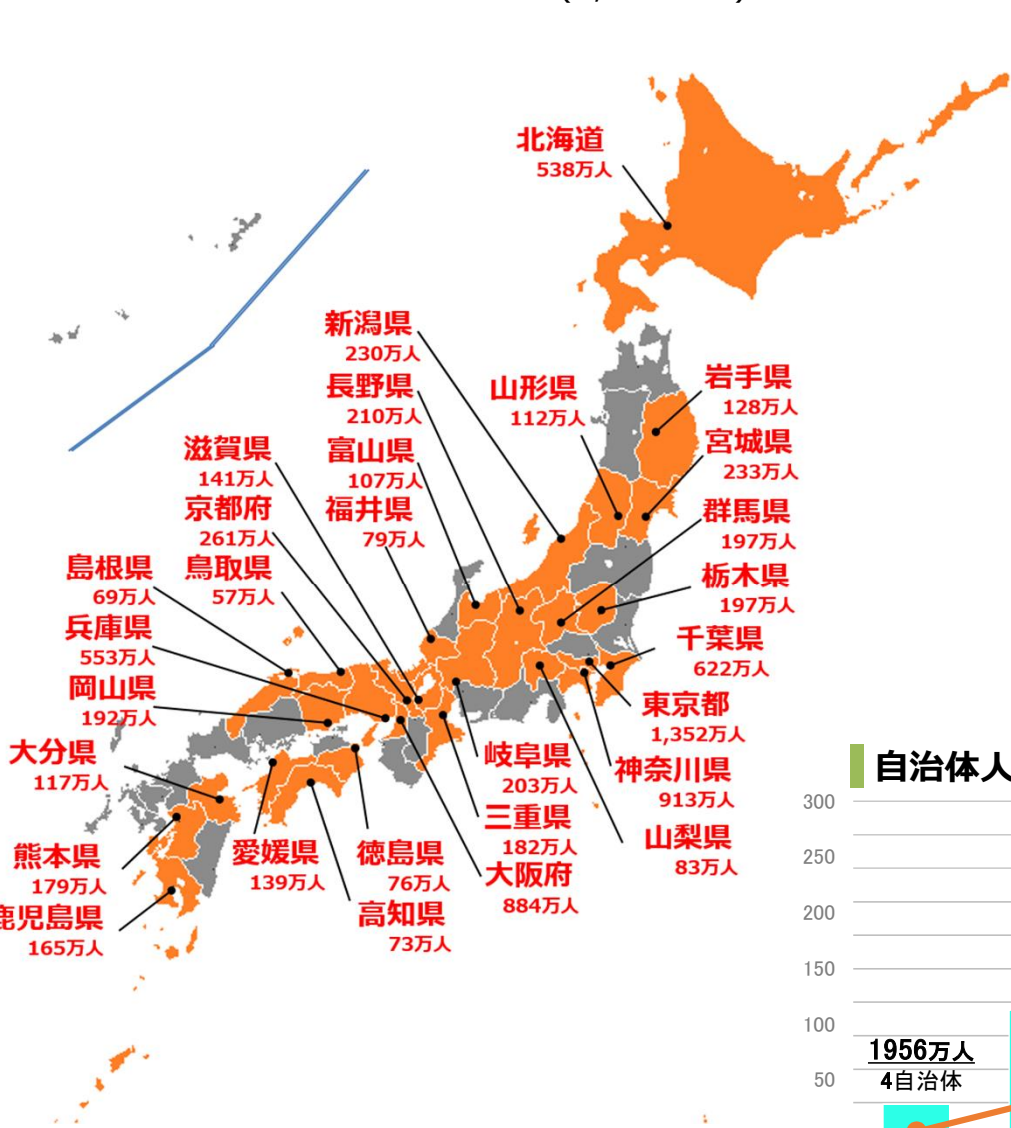 北海道
538万人
新潟県
230万人
長野県
210万人
山形県
112万人
岩手県
128万人
宮城県
233万人
滋賀県
141万人
富山県
107万人
京都府
261万人
福井県
79万人
群馬県
197万人
島根県
69万人
鳥取県
57万人
栃木県
197万人
兵庫県
553万人
千葉県
622万人
岡山県
192万人
東京都
1,352万人
大分県
117万人
岐阜県
203万人
神奈川県
913万人
三重県
182万人
山梨県
83万人
熊本県
179万人
愛媛県
139万人
徳島県
76万人
大阪府
884万人
鹿児島県
165万人
高知県
73万人
自治体人
300
250
200
150
100
50
1956万人
4自治体